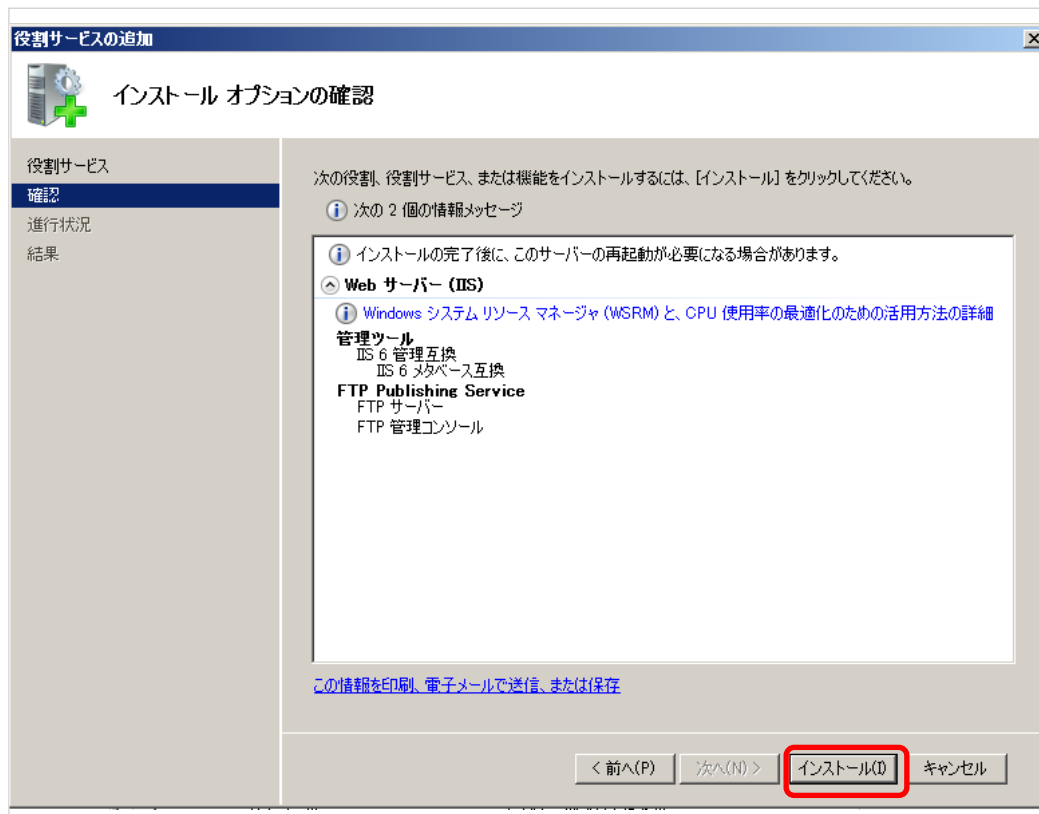 役割サービスの追加
インストール オプションの確認
役割サービス
確認
進行状況
結果
次の役割、役割サービス、または機能をインストールするには、[インストール] をクリックしてください。
次の 2 個の情報メッセージ
インストールの完了後に、このサーバーの再起動が必要になる場合があります。
Web サーバー (IIS)
Windows システム リソース マネージャ (WSRM) と、CPU 使用率の最適化のための活用方法の詳細
管理ツール
IIS 6 管理互換
IIS 6 メタベース互換
FTP Publishing Service
FTP サーバー
FTP 管理コンソール
この情報を印刷、電子メールで送信、または保存
< 前へ(P) 次へ(N) > インストール(I) キャンセル